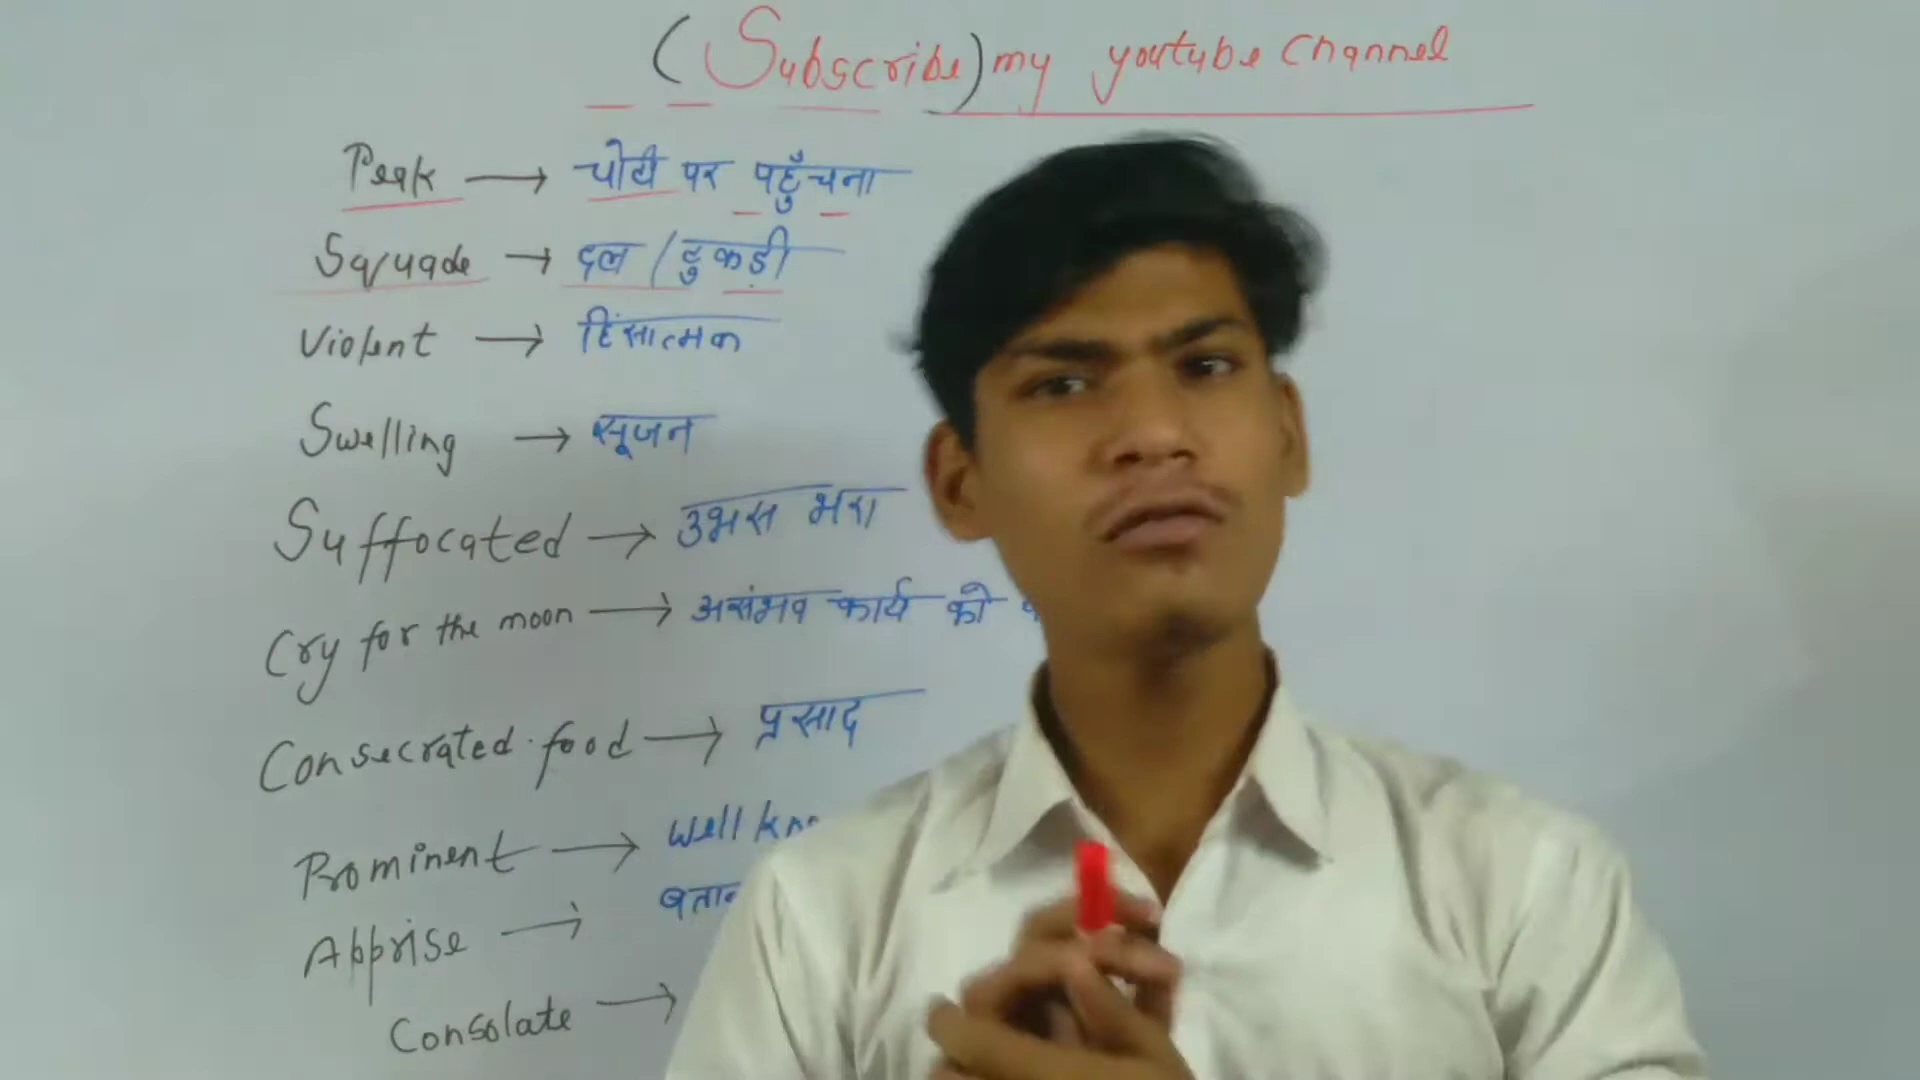 (Subscribe) my youtube channel
Peak → चोटी पर पहुँचना
Squade → दल / टुकड़ी
Violent → हिंसात्मक
Swelling → सूजन
Suffocated → उभस भरा
Cry for the moon → असंभव कार्य को
Consecrated food → प्रसाद
Prominent → well
Apprise →
Consolate →